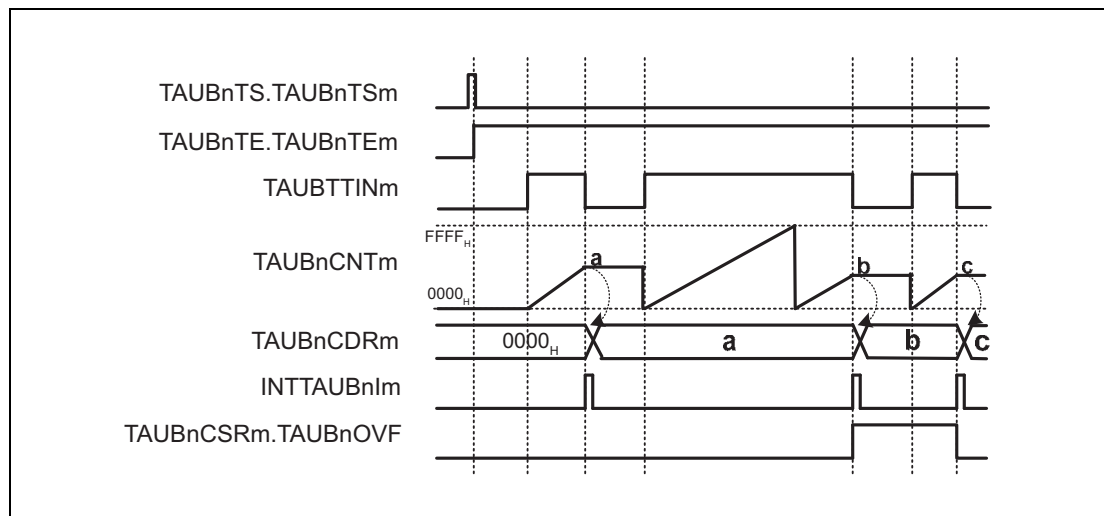 TAUBnTS.TAUBnTSm
TAUBnTE.TAUBnTEm
TAUBTTINm
FFFFH
TAUBnCNTm
a
b
c
0000H
TAUBnCDRm
0000H
a
b
c
INTTAUBnIm
TAUBnCSRm.TAUBnOVF